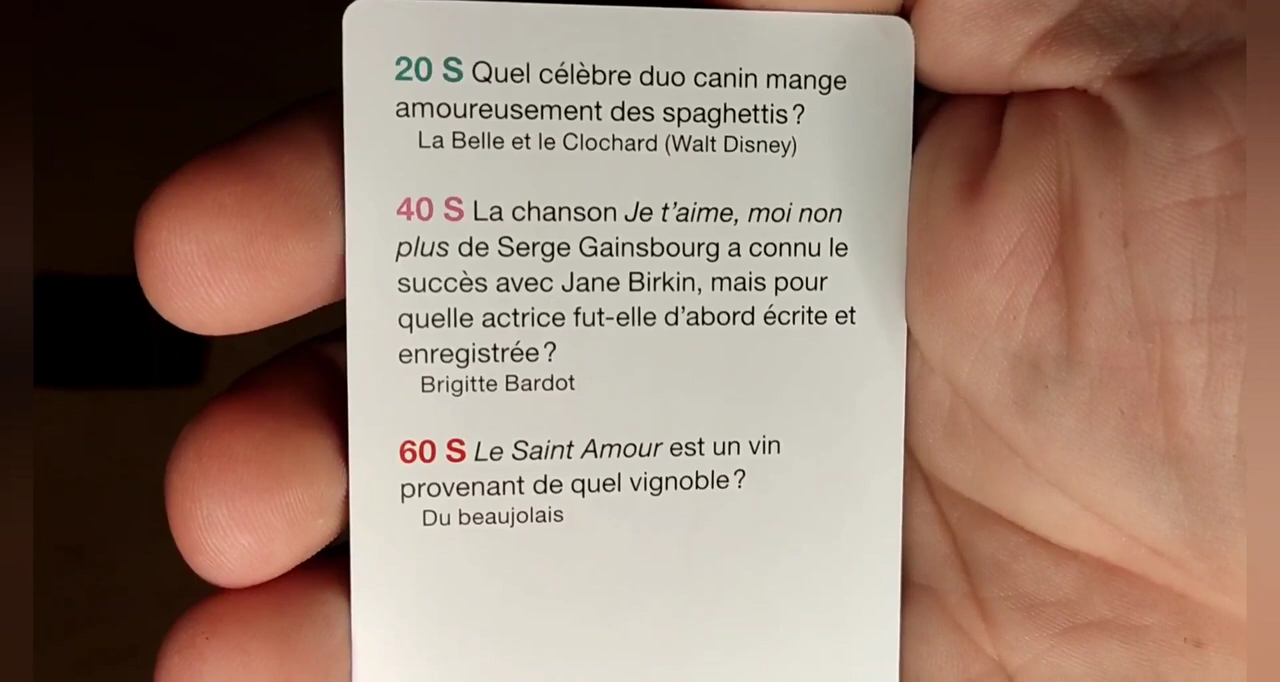 20 S Quel célèbre duo canin mange
amoureusement des spaghettis ?
La Belle et le Clochard (Walt Disney)
40 S La chanson Je t’aime, moi non
plus de Serge Gainsbourg a connu le
succès avec Jane Birkin, mais pour
quelle actrice fut-elle d’abord écrite et
enregistrée ?
Brigitte Bardot
60 S Le Saint Amour est un vin
provenant de quel vignoble ?
Du beaujolais